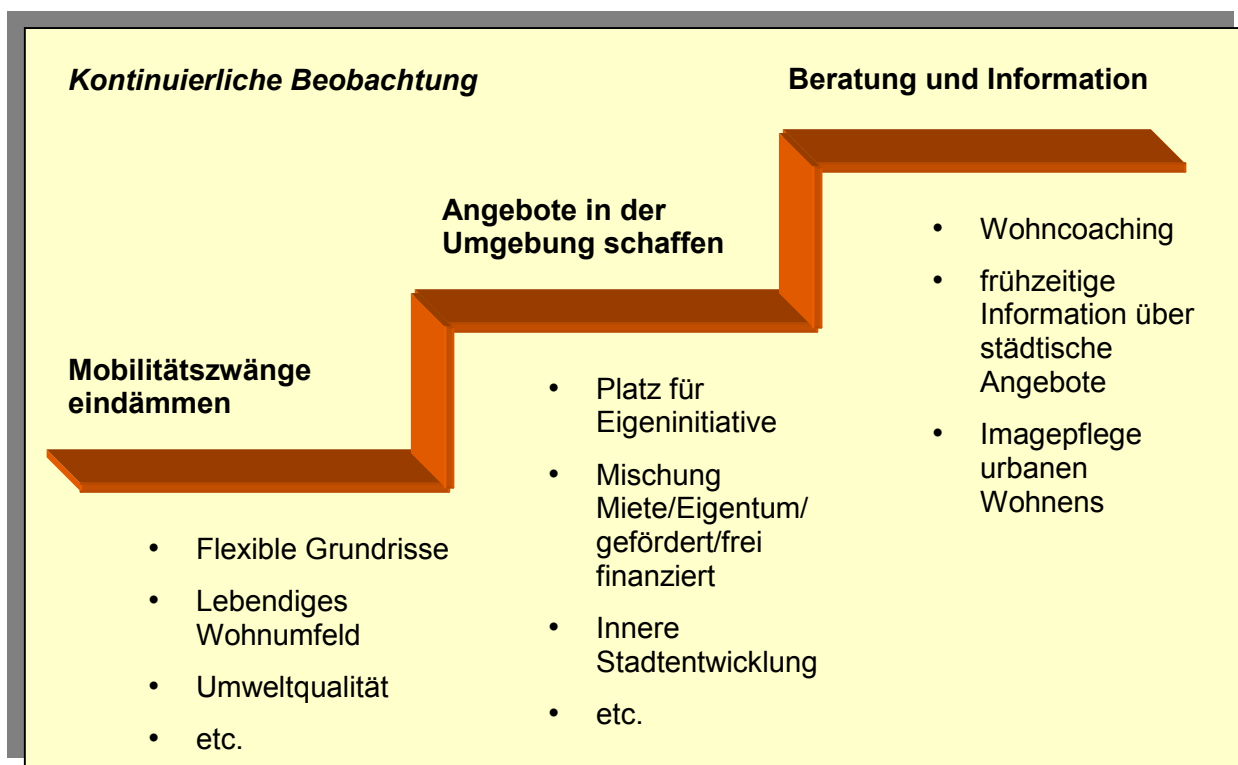 Kontinuierliche Beobachtung
Beratung und Information
Angebote in der
Umgebung schaffen
Mobilitätszwänge
eindämmen
• Flexible Grundrisse
• Lebendiges
Wohnumfeld
• Umweltqualität
• etc.
• Platz für
Eigeninitiative
• Mischung
Miete/Eigentum/
gefördert/frei
finanziert
• Innere
Stadtentwicklung
• etc.
• Wohncoaching
• frühzeitige
Information über
städtische
Angebote
• Imagepflege
urbanen
Wohnens